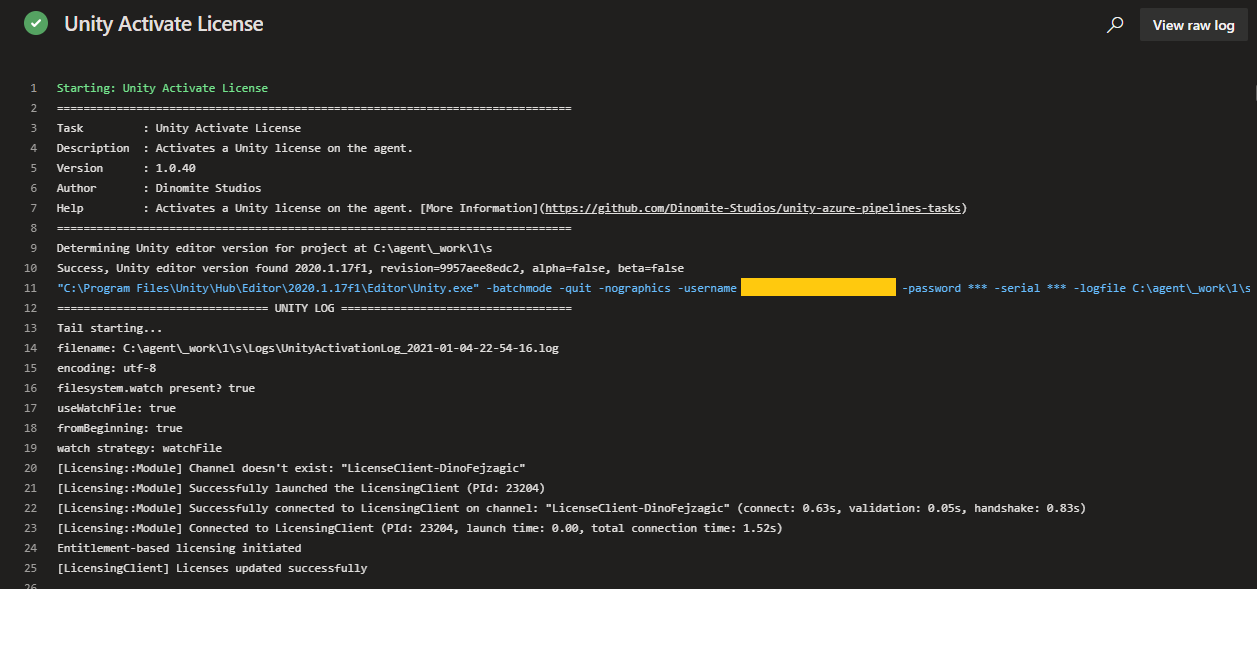 Unity Activate License
View raw log
1 Starting: Unity Activate License
2 ==============================================================================
3 Task         : Unity Activate License
4 Description  : Activates a Unity license on the agent.
5 Version      : 1.0.40
6 Author       : Dinomite Studios
7 Help         : Activates a Unity license on the agent. [More Information](https://github.com/Dinomite-Studios/unity-azure-pipelines-tasks)
8 ==============================================================================
9 Determining Unity editor version for project at C:\agent\_work\1\s
10 Success, Unity editor version found 2020.1.17f1, revision=9957aee8edc2, alpha=false, beta=false
11 "C:\Program Files\Unity\Hub\Editor\2020.1.17f1\Editor\Unity.exe" -batchmode -quit -nographics -username -password *** -serial *** -logfile C:\agent\_work\1\s
12 ================================ UNITY LOG ===================================
13 Tail starting...
14 filename: C:\agent\_work\1\s\Logs\UnityActivationLog_2021-01-04-22-54-16.log
15 encoding: utf-8
16 filesystem.watch present? true
17 useWatchFile: true
18 fromBeginning: true
19 watch strategy: watchFile
20 [Licensing::Module] Channel doesn't exist: "LicenseClient-DinoFejzagic"
21 [Licensing::Module] Successfully launched the LicensingClient (PId: 23204)
22 [Licensing::Module] Successfully connected to LicensingClient on channel: "LicenseClient-DinoFejzagic" (connect: 0.63s, validation: 0.05s, handshake: 0.83s)
23 [Licensing::Module] Connected to LicensingClient (PId: 23204, launch time: 0.00, total connection time: 1.52s)
24 Entitlement-based licensing initiated
25 [LicensingClient] Licenses updated successfully
26